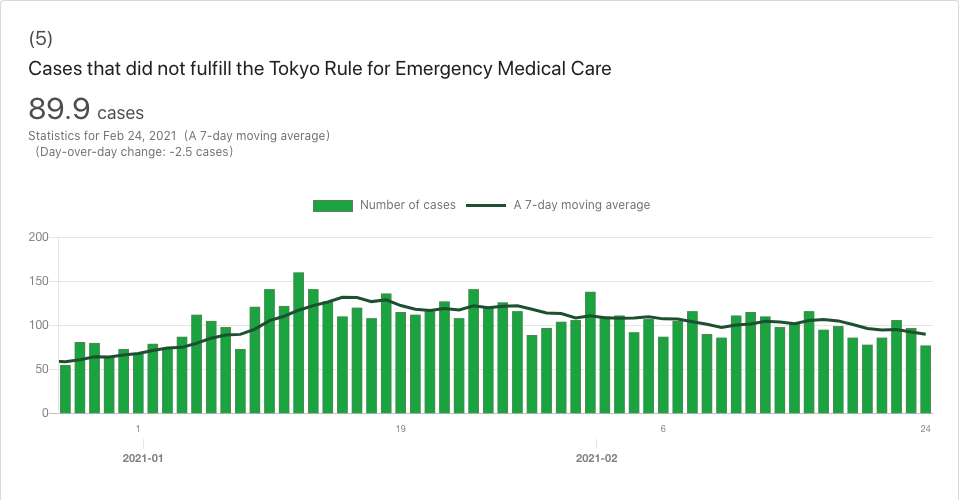 (5)
Cases that did not fulfill the Tokyo Rule for Emergency Medical Care
89.9 cases
Statistics for Feb 24, 2021 (A 7-day moving average)
(Day-over-day change: -2.5 cases)
Number of cases
A 7-day moving average
200
150
100
50
0
1
19
6
24
2021-01
2021-02